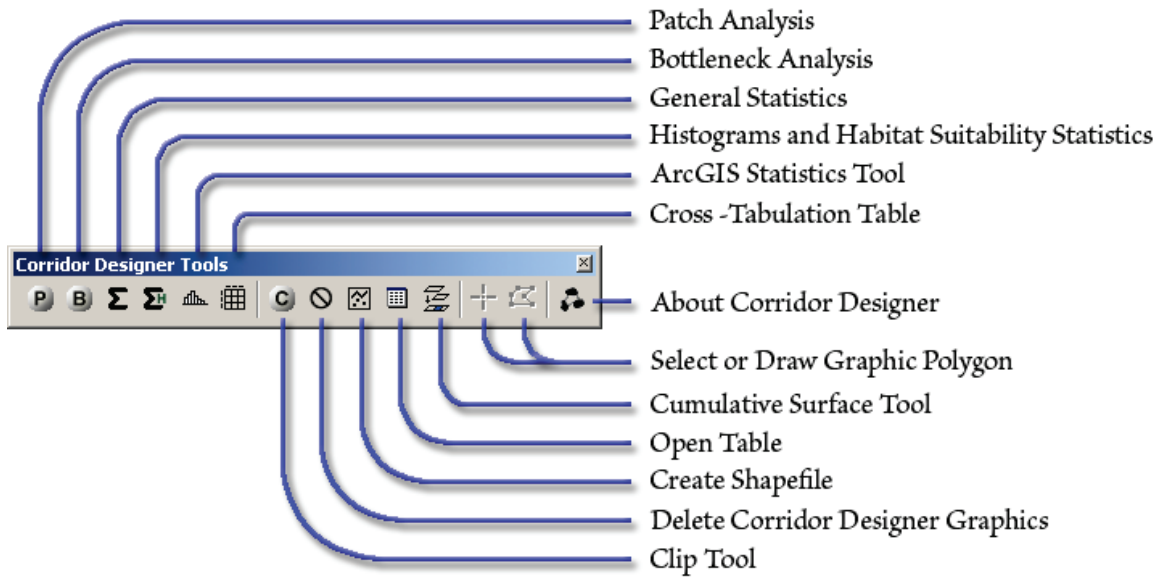 Patch Analysis
Bottleneck Analysis
General Statistics
Histograms and Habitat Suitability Statistics
ArcGIS Statistics Tool
Cross -Tabulation Table
Corridor Designer Tools
P B Σ ΣH C
About Corridor Designer
Select or Draw Graphic Polygon
Cumulative Surface Tool
Open Table
Create Shapefile
Delete Corridor Designer Graphics
Clip Tool